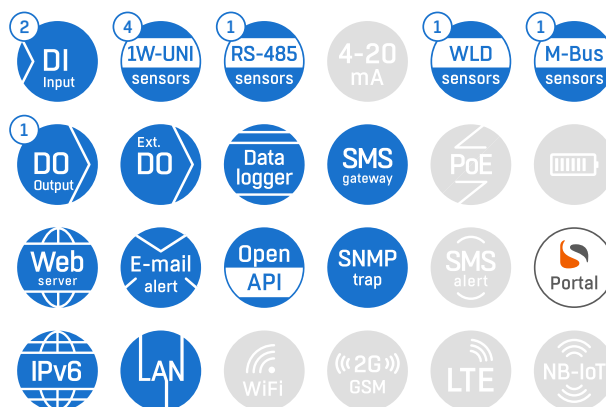 2
DI
Input
4
1W-UNI
sensors
1
RS-485
sensors
4-20
mA
1
WLD
sensors
1
M-Bus
sensors
1
DO
Output
Ext.
DO
Data
logger
SMS
gateway
PoE
Web
server
E-mail
alert
Open
API
SNMP
trap
SMS
alert
Portal
IPv6
LAN
WiFi
2G
GSM
LTE
NB-IoT